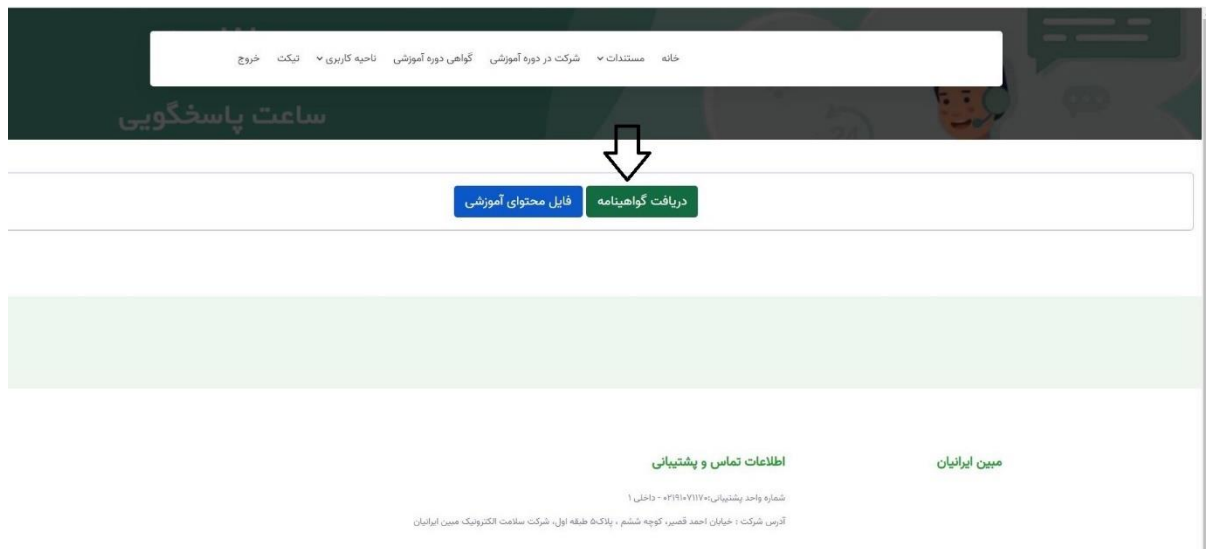 خانه مستندات شرکت در دوره آموزشی گواهی دوره آموزشی ناحیه کاربری تیکت خروج
ساعت پاسخگویی
24
دریافت گواهینامه فایل محتوای آموزشی
مبین ایرانیان
اطلاعات تماس و پشتیبانی
شماره واحد پشتیبانی:۰۲۱۹۱۰۷۱۱۷۰ - داخلی ۱
آدرس شرکت : خیابان احمد قصیر، کوچه ششم ، پلاک۵ طبقه اول، شرکت سلامت الکترونیک مبین ایرانیان